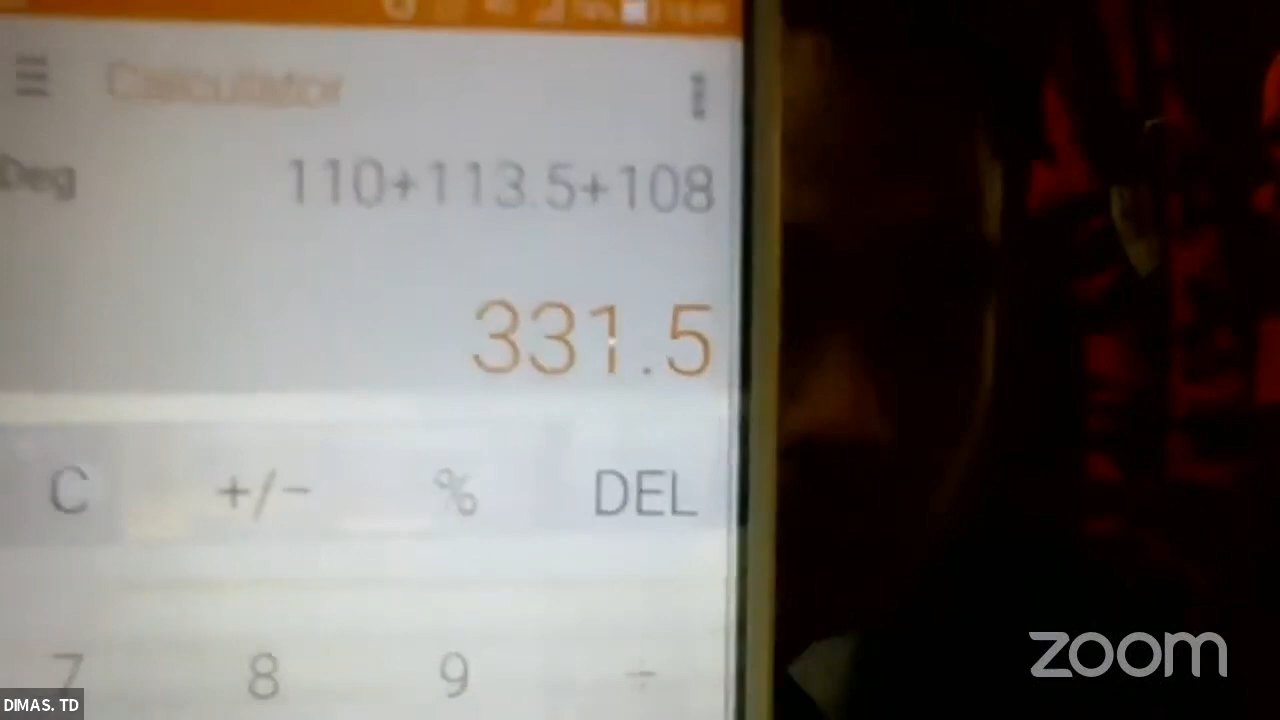 Calculator
Deg
110+113.5+108
331.5
C +/− % DEL
7 8 9 ÷
DIMAS. TD
zoom